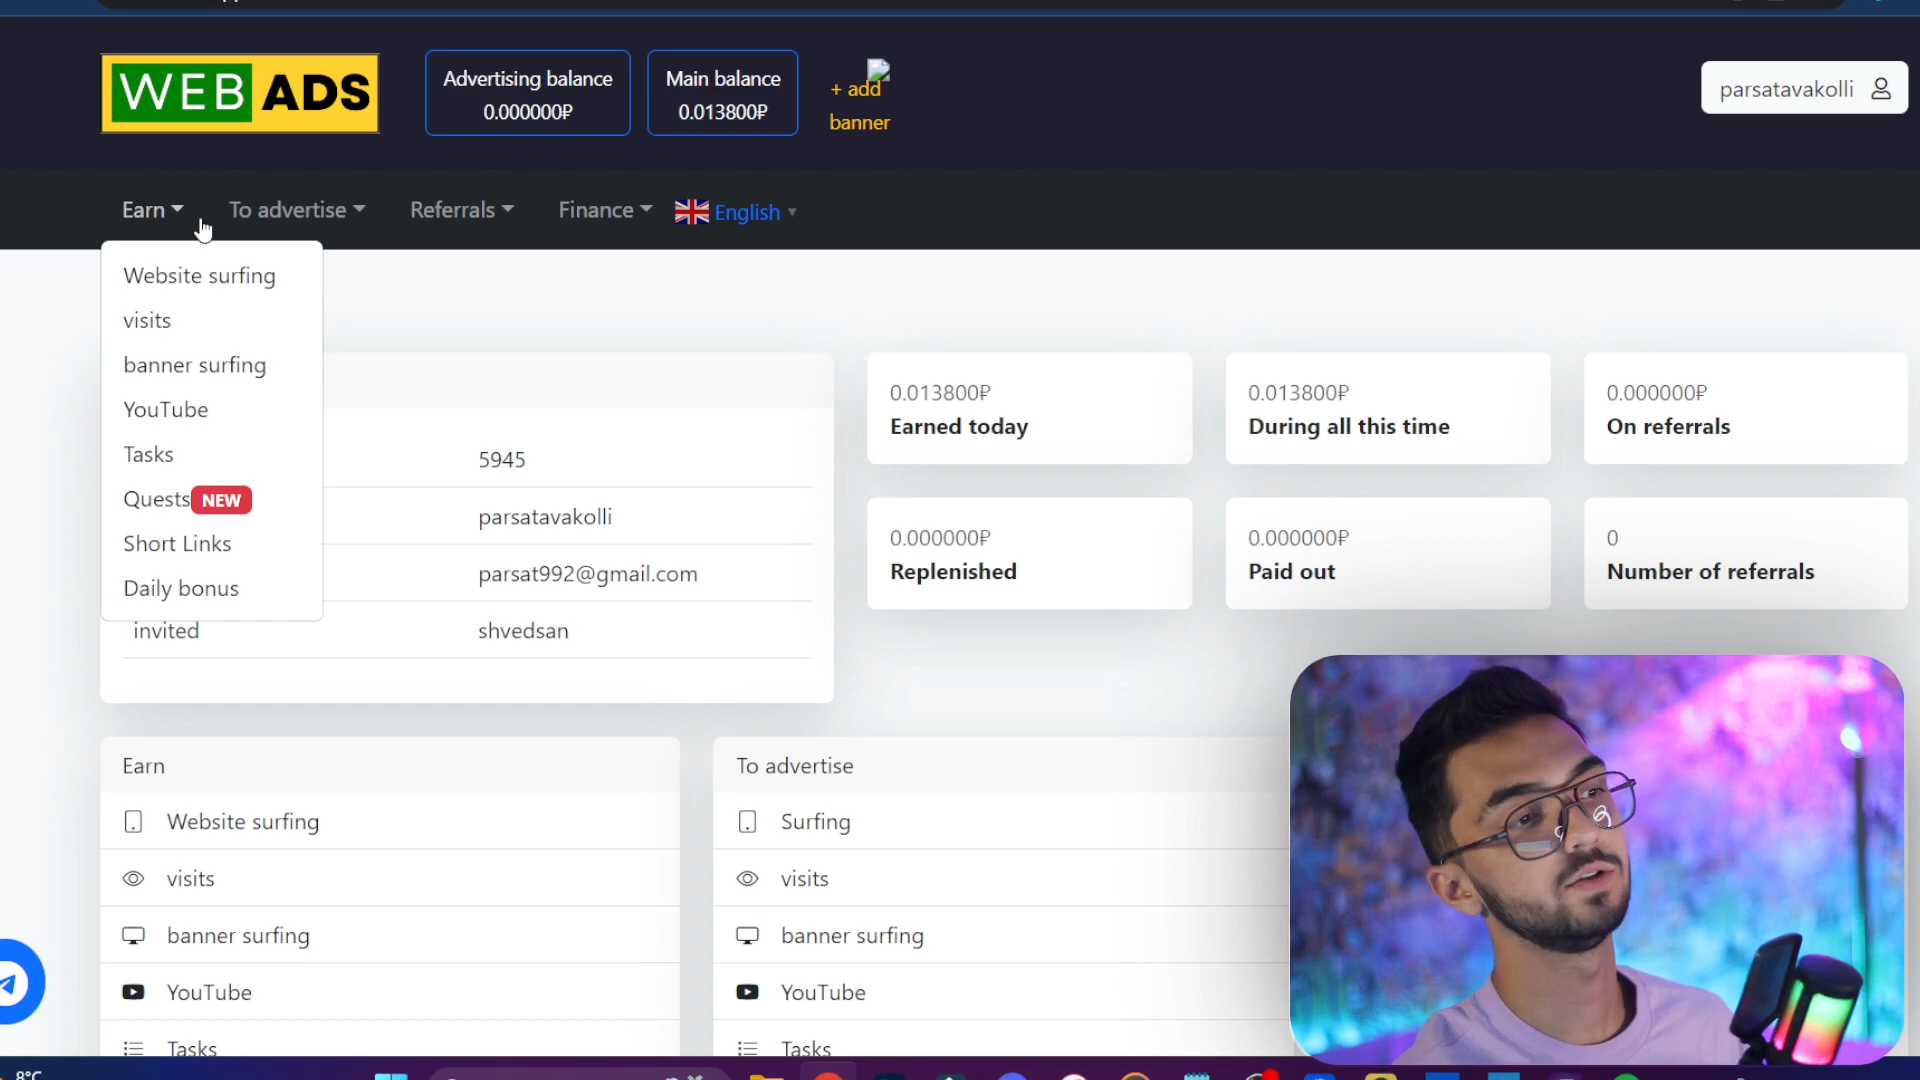 WEB ADS
Advertising balance
0.000000₽
Main balance
0.013800₽
+ add
banner
parsatavakolli
Earn
To advertise
Referrals
Finance
English
Website surfing
visits
banner surfing
YouTube
Tasks
Quests NEW
Short Links
Daily bonus
5945
parsatavakolli
parsat992@gmail.com
invited
shvedsan
0.013800₽
Earned today
0.013800₽
During all this time
0.000000₽
On referrals
0.000000₽
Replenished
0.000000₽
Paid out
0
Number of referrals
Earn
Website surfing
visits
banner surfing
YouTube
Tasks
To advertise
Surfing
visits
banner surfing
YouTube
Tasks
8°C